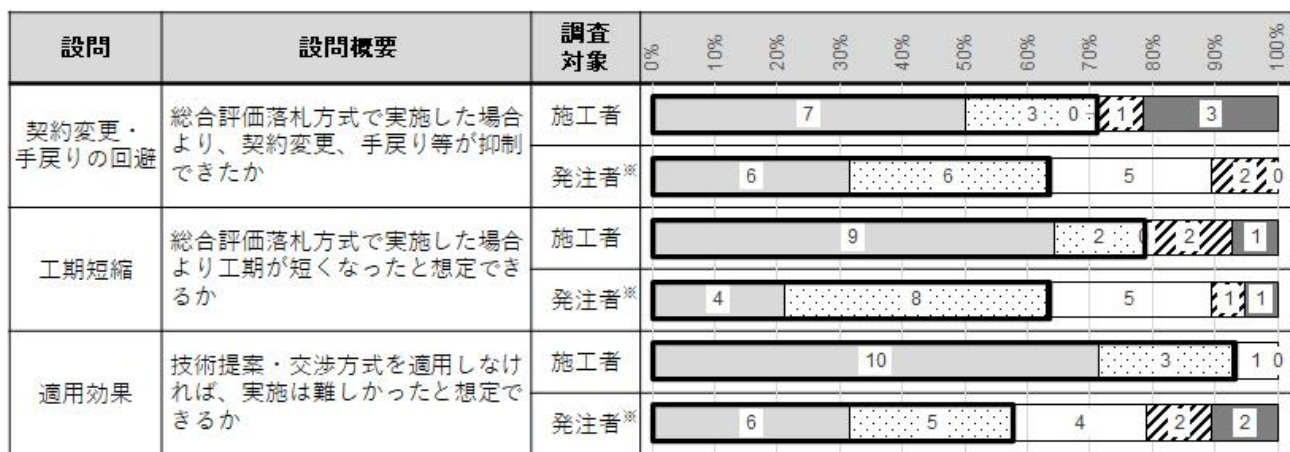 設問 設問概要 調査対象 0% 10% 20% 30% 40% 50% 60% 70% 80% 90% 100%
契約変更・手戻りの回避
総合評価落札方式で実施した場合
より、契約変更、手戻り等が抑制
できたか
施工者 7 3 0 1 3
発注者※ 6 6 5 2 0
工期短縮
総合評価落札方式で実施した場合
より工期が短くなったと想定でき
るか
施工者 9 2 0 2 1
発注者※ 4 8 5 1 1
適用効果
技術提案・交渉方式を適用しなけ
れば、実施は難しかったと想定で
きるか
施工者 10 3 1 0
発注者※ 6 5 4 2 2